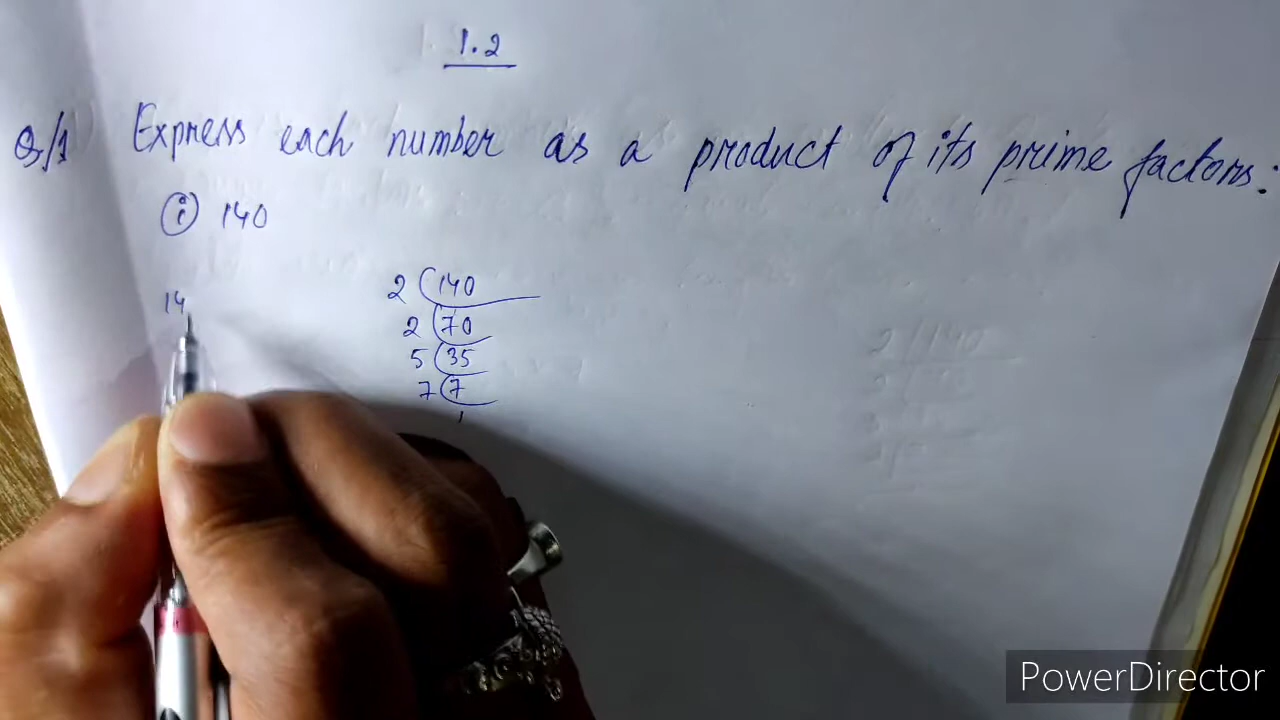 1.2
Q/1 Express each number as a product of its prime factors:
(i) 140
14
2 140
2 70
5 35
7 7
1
PowerDirector